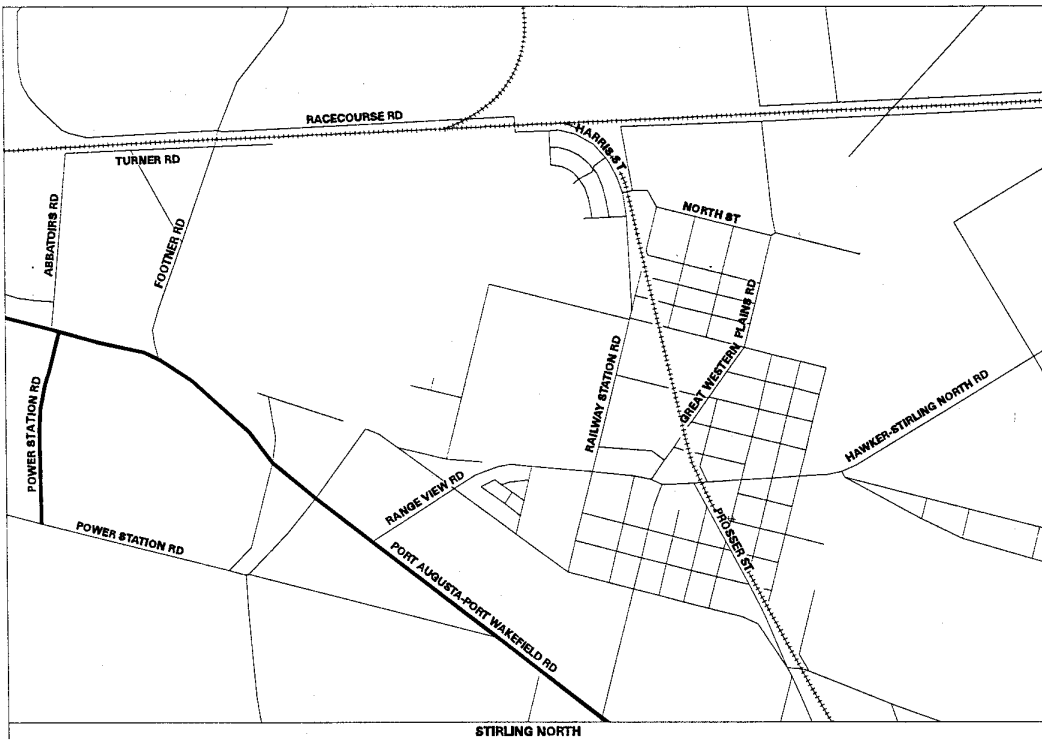 RACECOURSE RD
HARRIS ST
TURNER RD
ABBATOIRS RD
FOOTNER RD
NORTH ST
GREAT WESTERN PLAINS RD
RAILWAY STATION RD
HAWKER-STIRLING NORTH RD
POWER STATION RD
RANGE VIEW RD
POWER STATION RD
PROSSER ST
PORT AUGUSTA-PORT WAKEFIELD RD
STIRLING NORTH